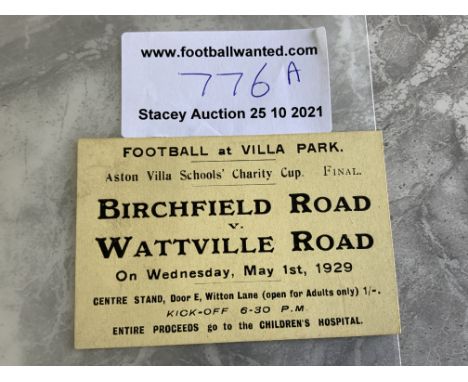 www.footballwanted.com
776 A
Stacey Auction 25 10 2021
FOOTBALL at VILLA PARK.
Aston Villa Schools' Charity Cup. FINAL.
BIRCHFIELD ROAD
v.
WATTVILLE ROAD
On Wednesday, May 1st, 1929
CENTRE STAND, Door E, Witton Lane (open for Adults only) 1/-.
KICK-OFF 6-30 P.M.
ENTIRE PROCEEDS go to the CHILDREN'S HOSPITAL.